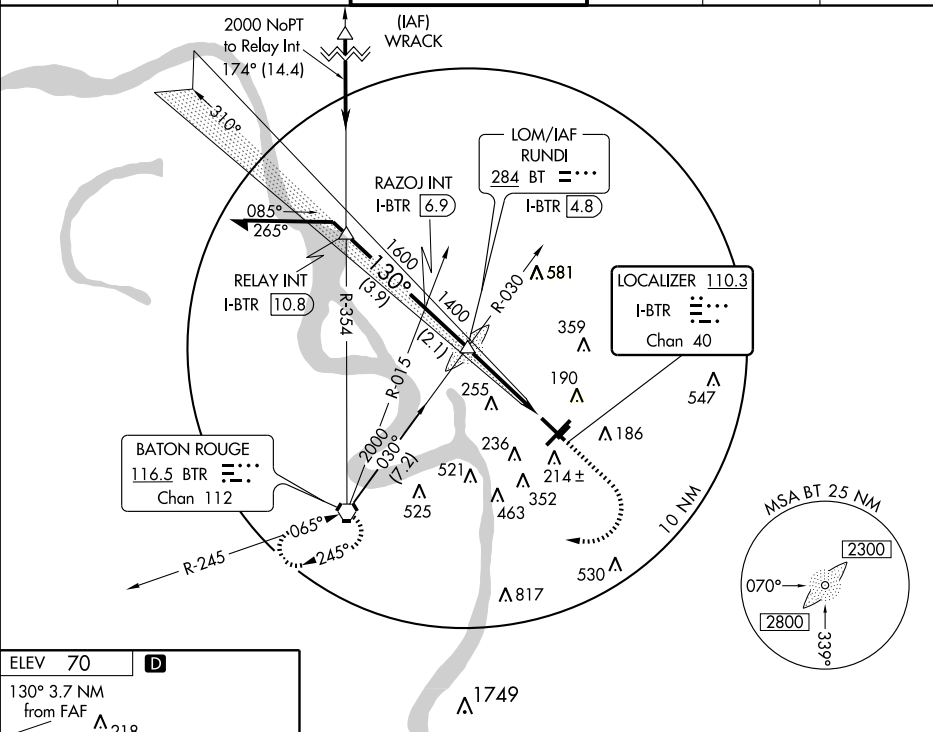 2000 NoPT
to Relay Int
174° (14.4)
(IAF)
WRACK
310°
LOM/IAF
RUNDI
284 BT
I-BTR 4.8
RAZOJ INT
I-BTR 6.9
085°
265°
1600
130°
(3.9)
RELAY INT
I-BTR 10.8
R-354
1400
(2.1)
R-015
R-030
581
LOCALIZER 110.3
I-BTR
Chan 40
359
190
547
255
186
BATON ROUGE
116.5 BTR
Chan 112
2000
030°
(7.2)
236
214 ±
521
352
463
525
10 NM
065°
245°
R-245
530
817
MSA BT 25 NM
2300
070°
2800
339°
1749
ELEV 70 D
130° 3.7 NM
from FAF
218